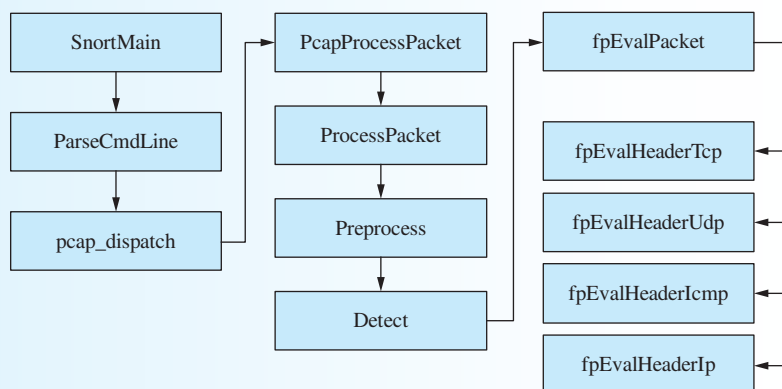 SnortMain
ParseCmdLine
pcap_dispatch
PcapProcessPacket
ProcessPacket
Preprocess
Detect
fpEvalPacket
fpEvalHeaderTcp
fpEvalHeaderUdp
fpEvalHeaderIcmp
fpEvalHeaderIp